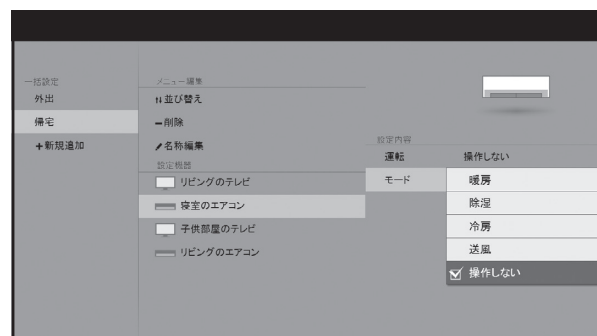 一括設定
外出
帰宅
+新規追加
メニュー編集
並び替え
削除
名称編集
設定機器
リビングのテレビ
寝室のエアコン
子供部屋のテレビ
リビングのエアコン
設定内容
運転 操作しない
モード
暖房
除湿
冷房
送風
操作しない